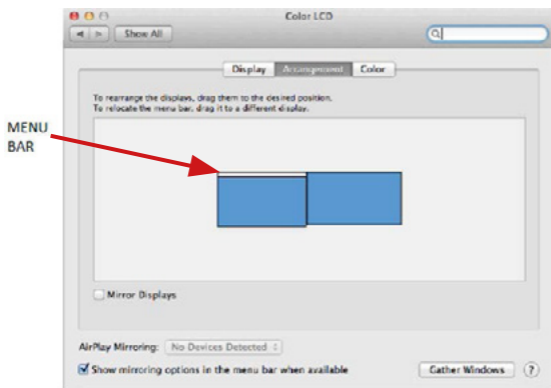 Color LCD
Show All
Display Arrangement Color
To rearrange the displays, drag them to the desired position.
To relocate the menu bar, drag it to a different display.
MENU
BAR
Mirror Displays
AirPlay Mirroring: No Devices Detected
Show mirroring options in the menu bar when available
Gather Windows ?